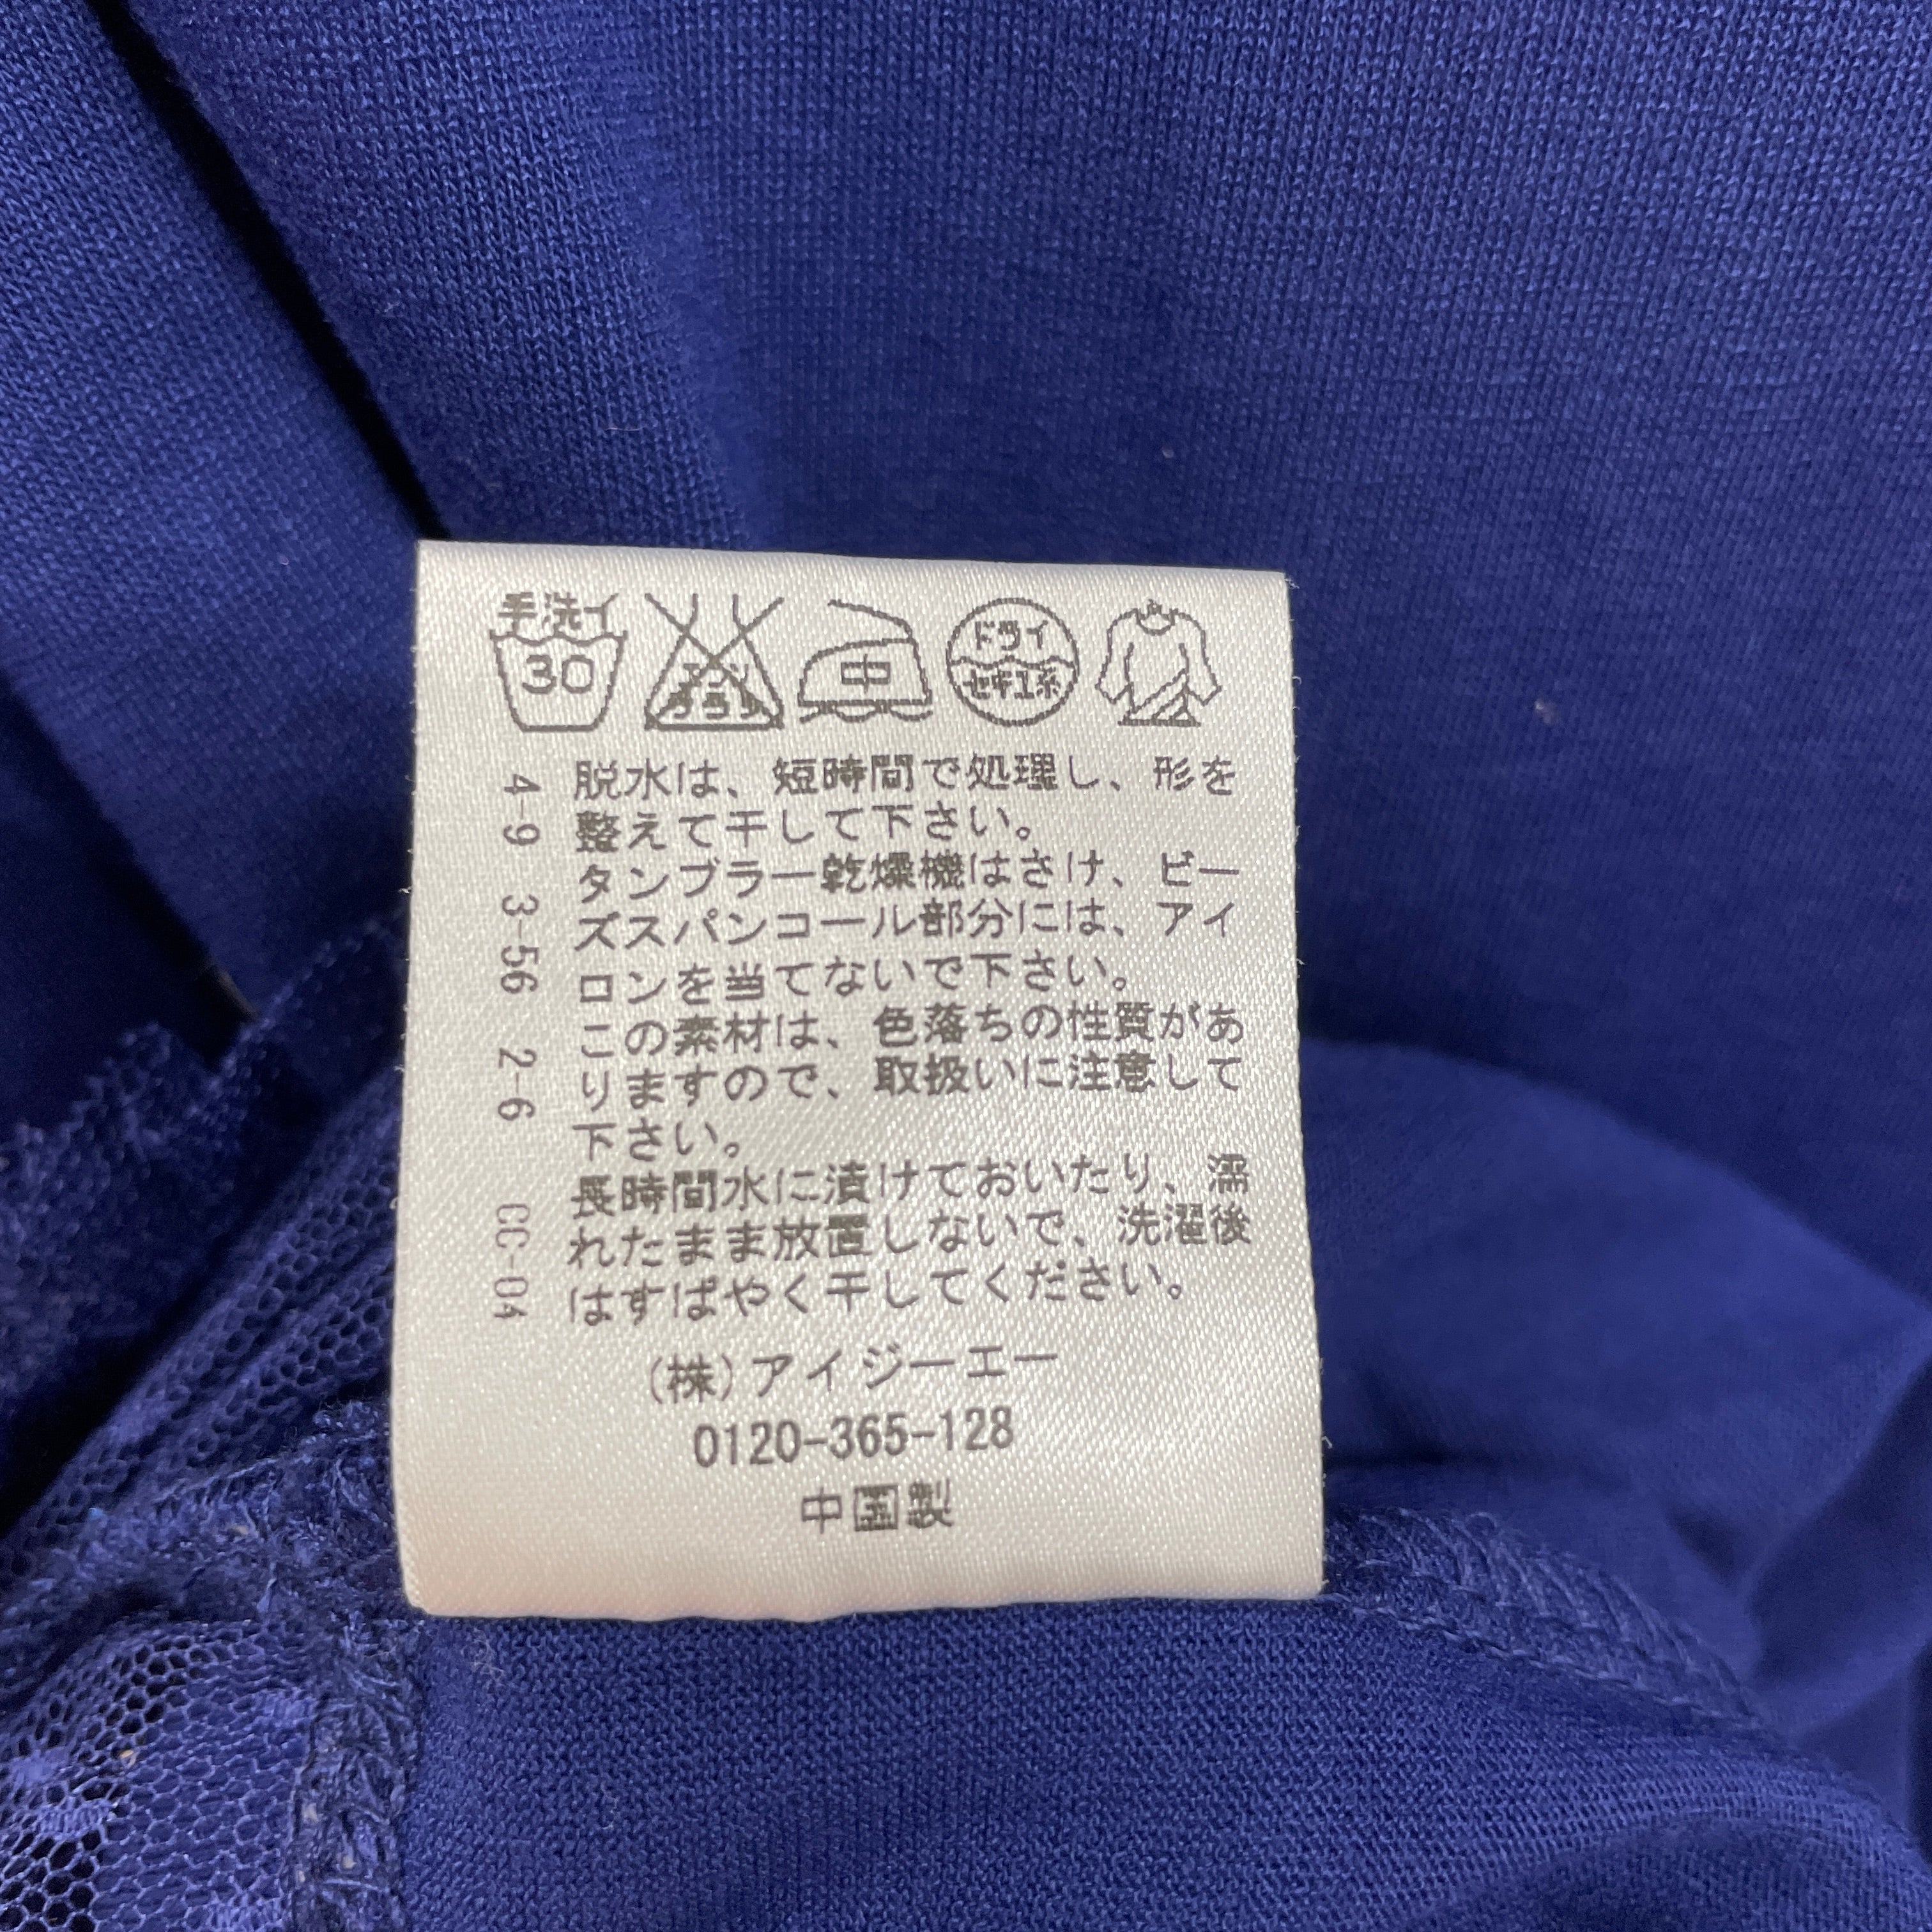 手洗イ
30
エンソ
サラシ
中
ドライ
セキユ系
脱水は、短時間で処理し、形を
整えて干して下さい。
タンブラー乾燥機はさけ、ビー
ズスパンコール部分には、アイ
ロンを当てないで下さい。
この素材は、色落ちの性質があ
りますので、取扱いに注意して
下さい。
長時間水に漬けておいたり、濡
れたまま放置しないで、洗濯後
はすばやく干してください。
(株)アイジーエー
0120-365-128
中国製
4-9 3-56 2-6 CC-04